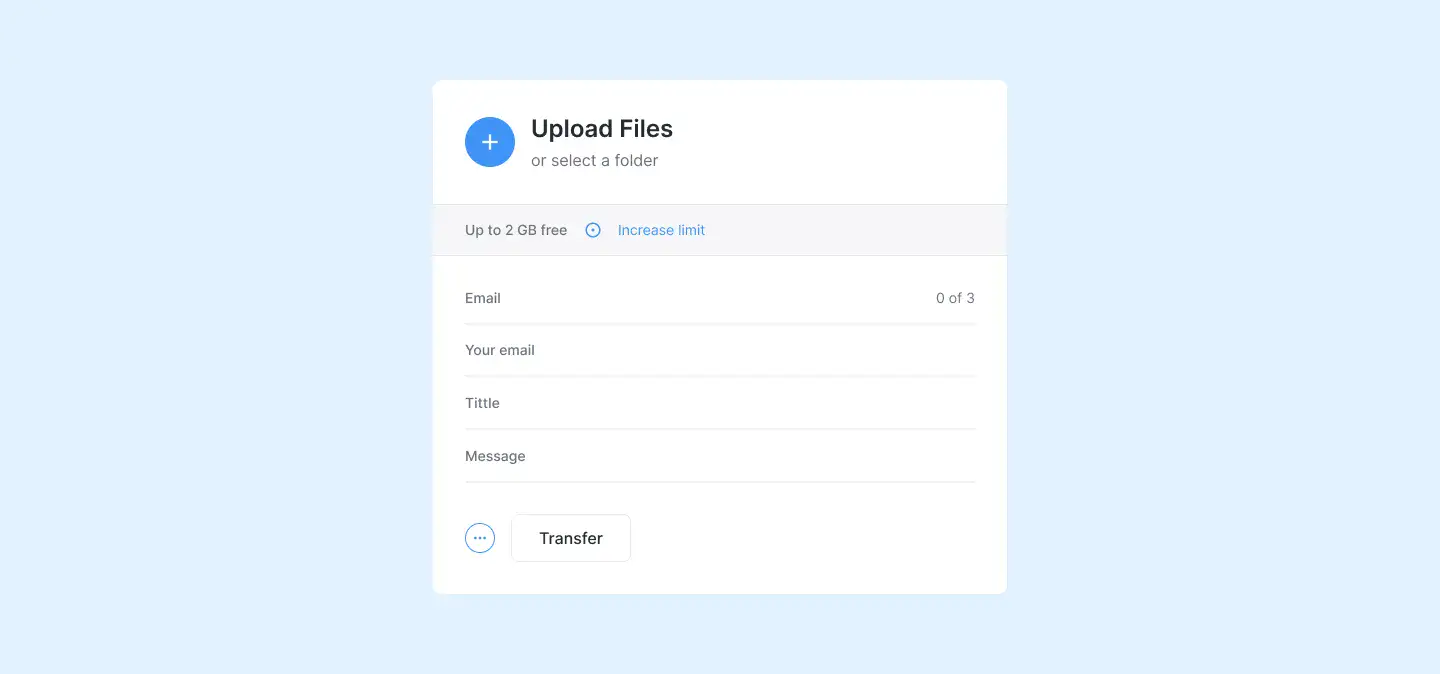 Upload Files
or select a folder
Up to 2 GB free Increase limit
Email 0 of 3
Your email
Tittle
Message
Transfer